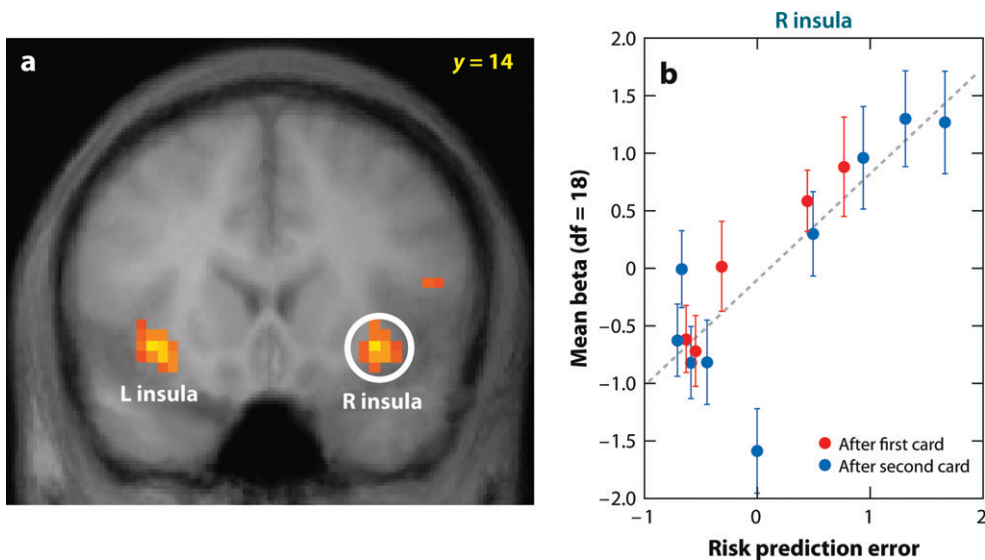 a
y = 14
L insula
R insula
R insula
b
2.0
1.5
1.0
0.5
0
−0.5
−1.0
−1.5
−2.0
Mean beta (df = 18)
After first card
After second card
−1
0
1
2
Risk prediction error